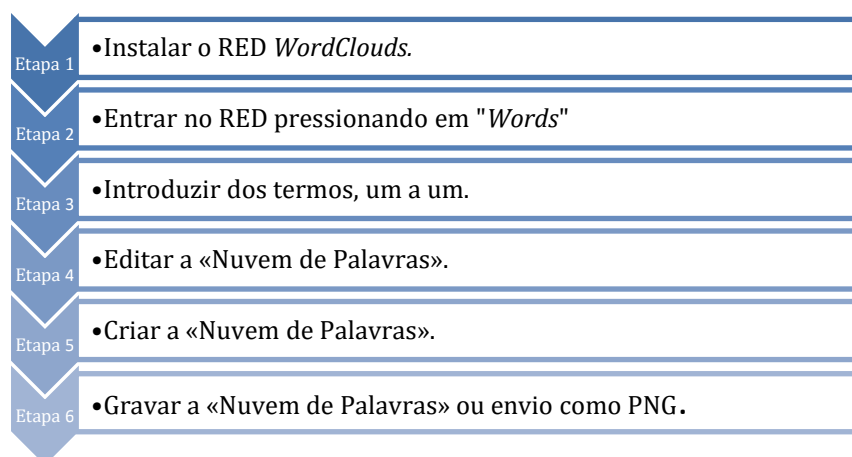 Etapa 1
•Instalar o RED WordClouds.
Etapa 2
•Entrar no RED pressionando em "Words"
Etapa 3
•Introduzir dos termos, um a um.
Etapa 4
•Editar a «Nuvem de Palavras».
Etapa 5
•Criar a «Nuvem de Palavras».
Etapa 6
•Gravar a «Nuvem de Palavras» ou envio como PNG.